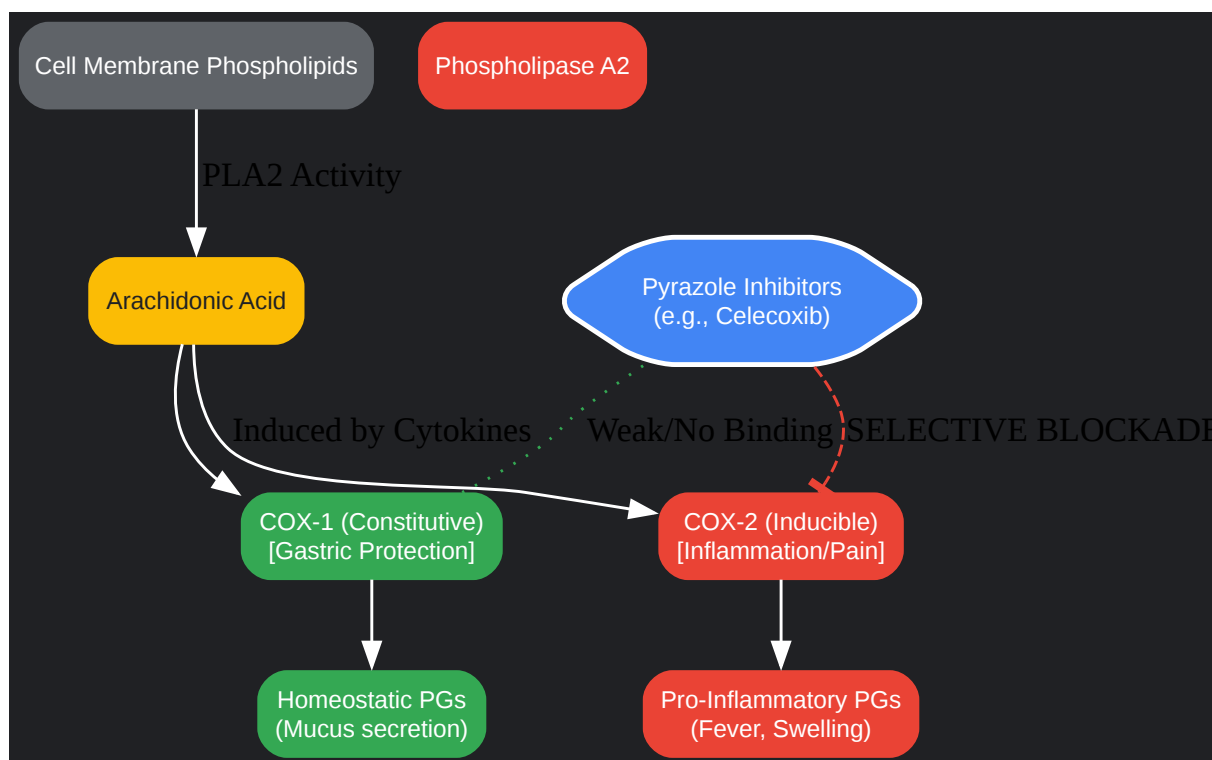 Cell Membrane Phospholipids
Phospholipase A2
PLA2 Activity
Arachidonic Acid
Pyrazole Inhibitors
(e.g., Celecoxib)
Induced by Cytokines
Weak/No Binding
SELECTIVE BLOCKADE
COX-1 (Constitutive)
[Gastric Protection]
COX-2 (Inducible)
[Inflammation/Pain]
Homeostatic PGs
(Mucus secretion)
Pro-Inflammatory PGs
(Fever, Swelling)